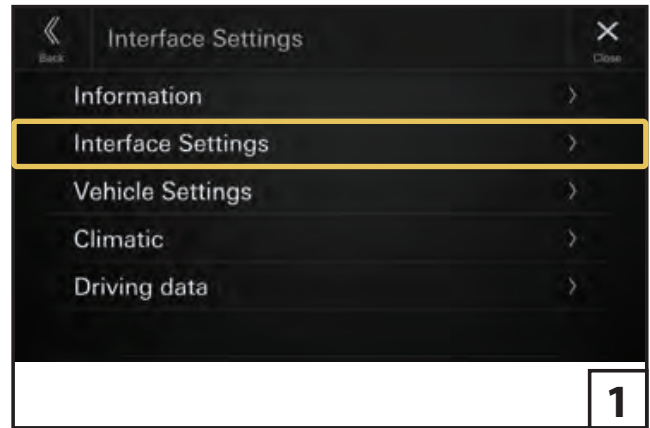 Interface Settings
Back
Close
Information
Interface Settings
Vehicle Settings
Climatic
Driving data
1